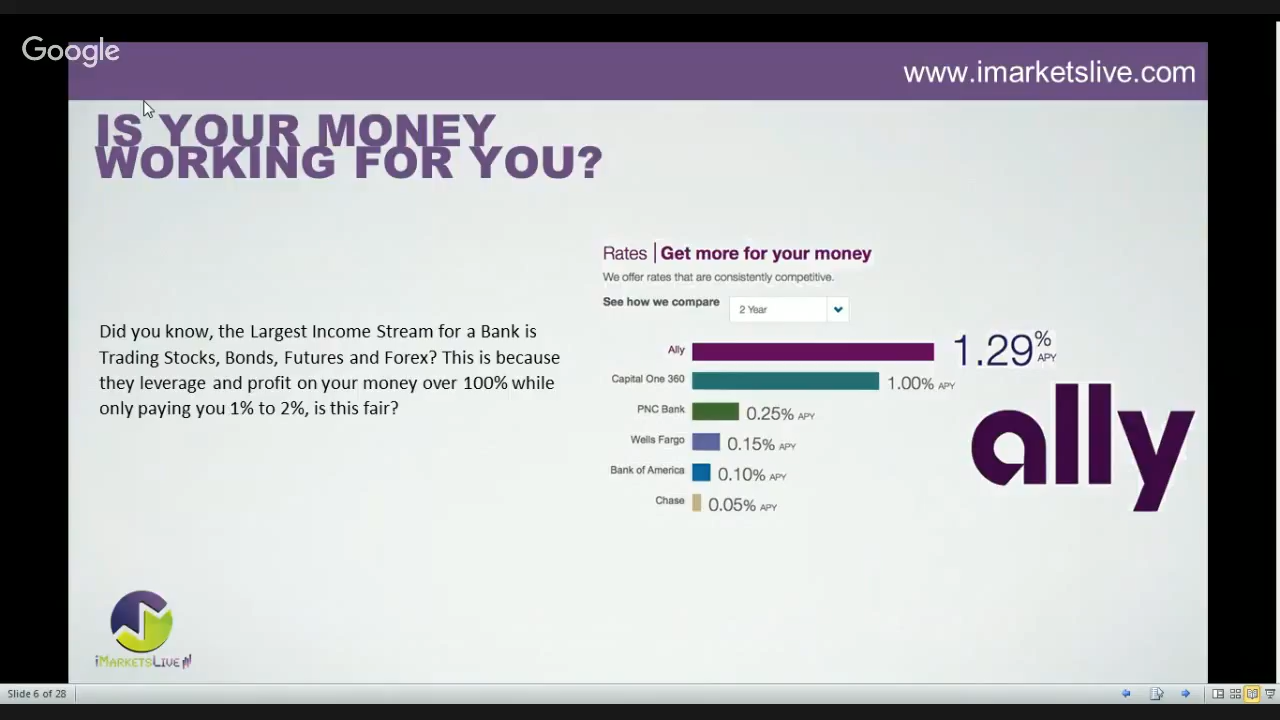 Google
www.imarketslive.com
IS YOUR MONEY
WORKING FOR YOU?
Rates | Get more for your money
We offer rates that are consistently competitive.
See how we compare 2 Year
Did you know, the Largest Income Stream for a Bank is
Trading Stocks, Bonds, Futures and Forex? This is because
they leverage and profit on your money over 100% while
only paying you 1% to 2%, is this fair?
Ally 1.29% APY
Capital One 360 1.00% APY
PNC Bank 0.25% APY
Wells Fargo 0.15% APY
Bank of America 0.10% APY
Chase 0.05% APY
ally
iMARKETSLIVE
Slide 6 of 28